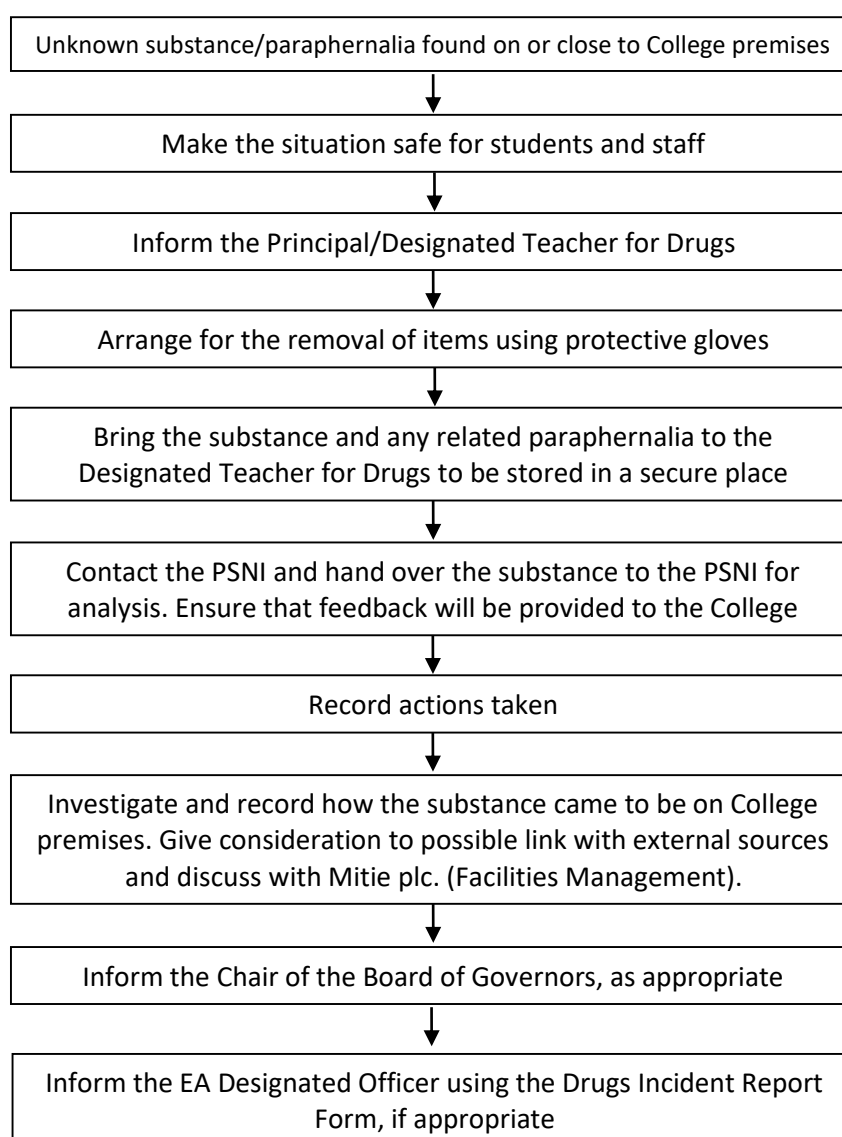 Unknown substance/paraphernalia found on or close to College premises
Make the situation safe for students and staff
Inform the Principal/Designated Teacher for Drugs
Arrange for the removal of items using protective gloves
Bring the substance and any related paraphernalia to the
Designated Teacher for Drugs to be stored in a secure place
Contact the PSNI and hand over the substance to the PSNI for
analysis. Ensure that feedback will be provided to the College
Record actions taken
Investigate and record how the substance came to be on College
premises. Give consideration to possible link with external sources
and discuss with Mitie plc. (Facilities Management).
Inform the Chair of the Board of Governors, as appropriate
Inform the EA Designated Officer using the Drugs Incident Report
Form, if appropriate